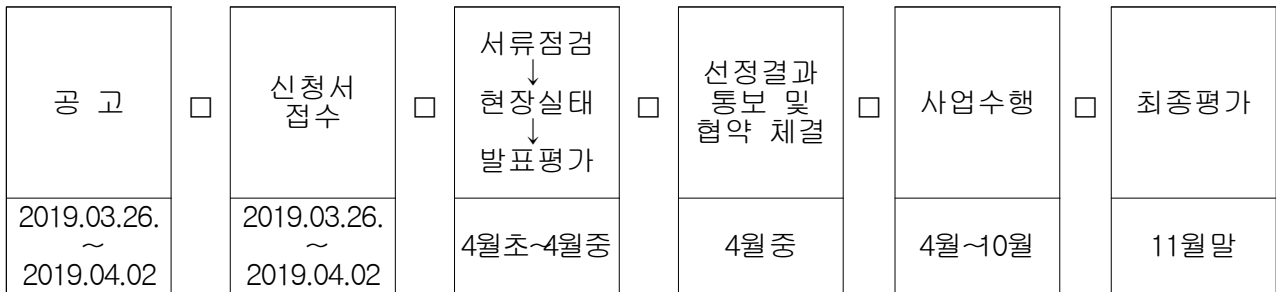 공 고
□
신청서
접수
□
서류점검
↓
현장실태
↓
발표평가
□
선정결과
통보 및
협약 체결
□
사업수행
□
최종평가
2019.03.26.
~
2019.04.02
2019.03.26.
~
2019.04.02
4월초~4월중
4월중
4월~10월
11월말